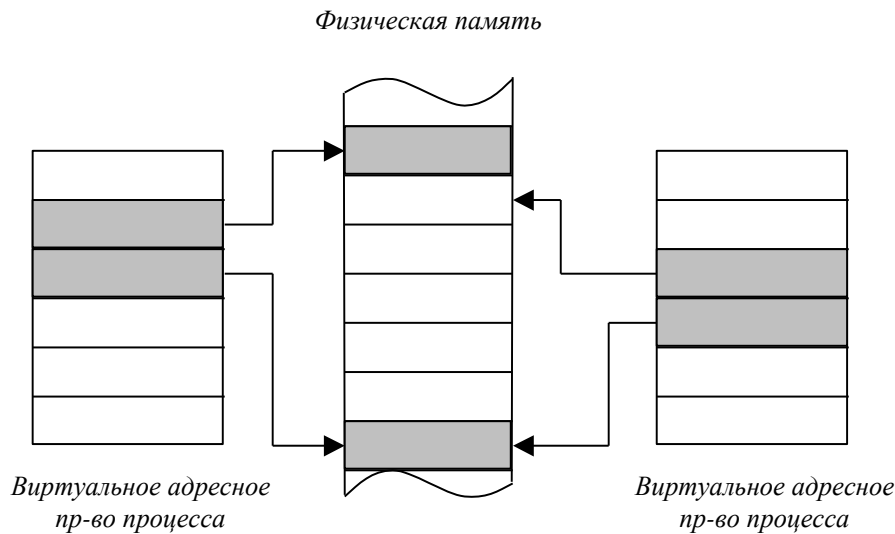 Физическая память
Виртуальное адресное
пр-во процесса
Виртуальное адресное
пр-во процесса